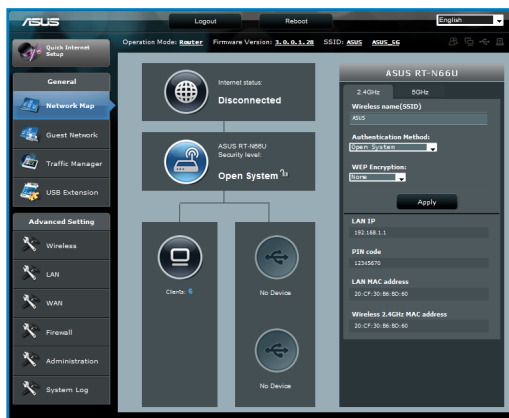 ASUS
Logout
Reboot
English
Quick Internet Setup
Operation Mode: Router Firmware Version: 3.0.0.1.28 SSID: ASUS ASUS_5G
General
Network Map
Guest Network
Traffic Manager
USB Extension
Advanced Setting
Wireless
LAN
WAN
Firewall
Administration
System Log
Internet status:
Disconnected
ASUS RT-N66U
Security level:
Open System
Clients: 6
No Device
No Device
ASUS RT-N66U
2.4GHz 5GHz
Wireless name(SSID)
ASUS
Authentication Method:
Open System
WEP Encryption:
None
Apply
LAN IP
192.168.1.1
PIN code
12345670
LAN MAC address
20:CF:30:B6:BD:60
Wireless 2.4GHz MAC address
20:CF:30:B6:BD:60